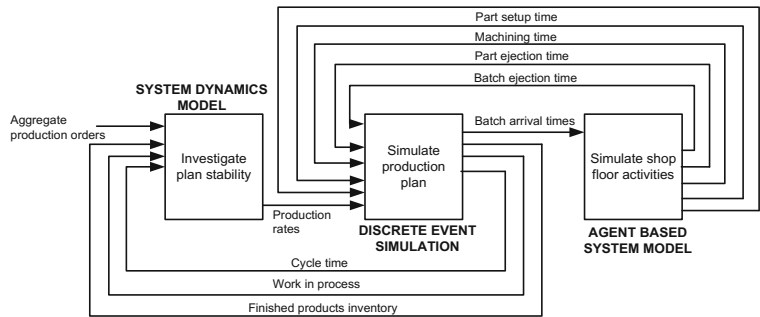 Part setup time
Machining time
Part ejection time
Batch ejection time
SYSTEM DYNAMICS
MODEL
Aggregate
production orders
Investigate
plan stability
Production
rates
Simulate
production
plan
DISCRETE EVENT
SIMULATION
Batch arrival times
Simulate shop
floor activities
AGENT BASED
SYSTEM MODEL
Cycle time
Work in process
Finished products inventory